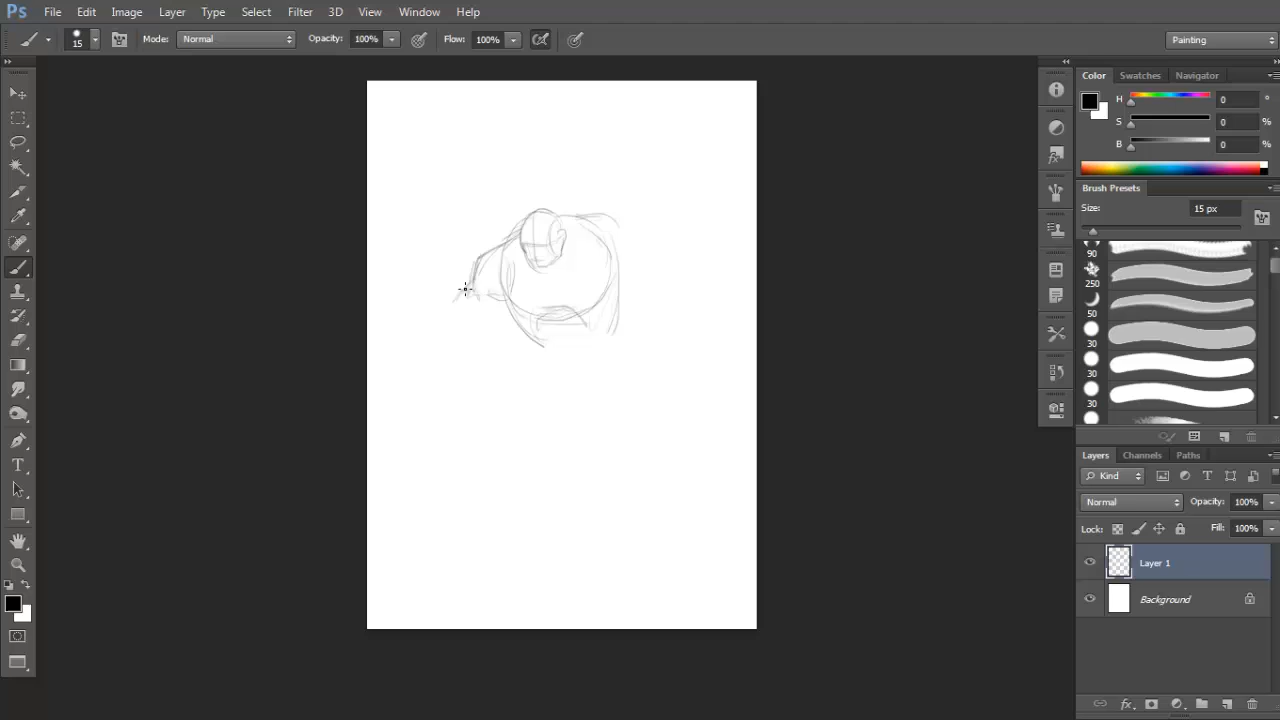 Ps File Edit Image Layer Type Select Filter 3D View Window Help
15 Mode: Normal Opacity: 100% Flow: 100% Painting
Color Swatches Navigator
H 0 °
S 0 %
B 0 %
Brush Presets
Size: 15 px
90
250
50
30
30
30
Layers Channels Paths
Kind
Normal Opacity: 100%
Lock: Fill: 100%
Layer 1
Background